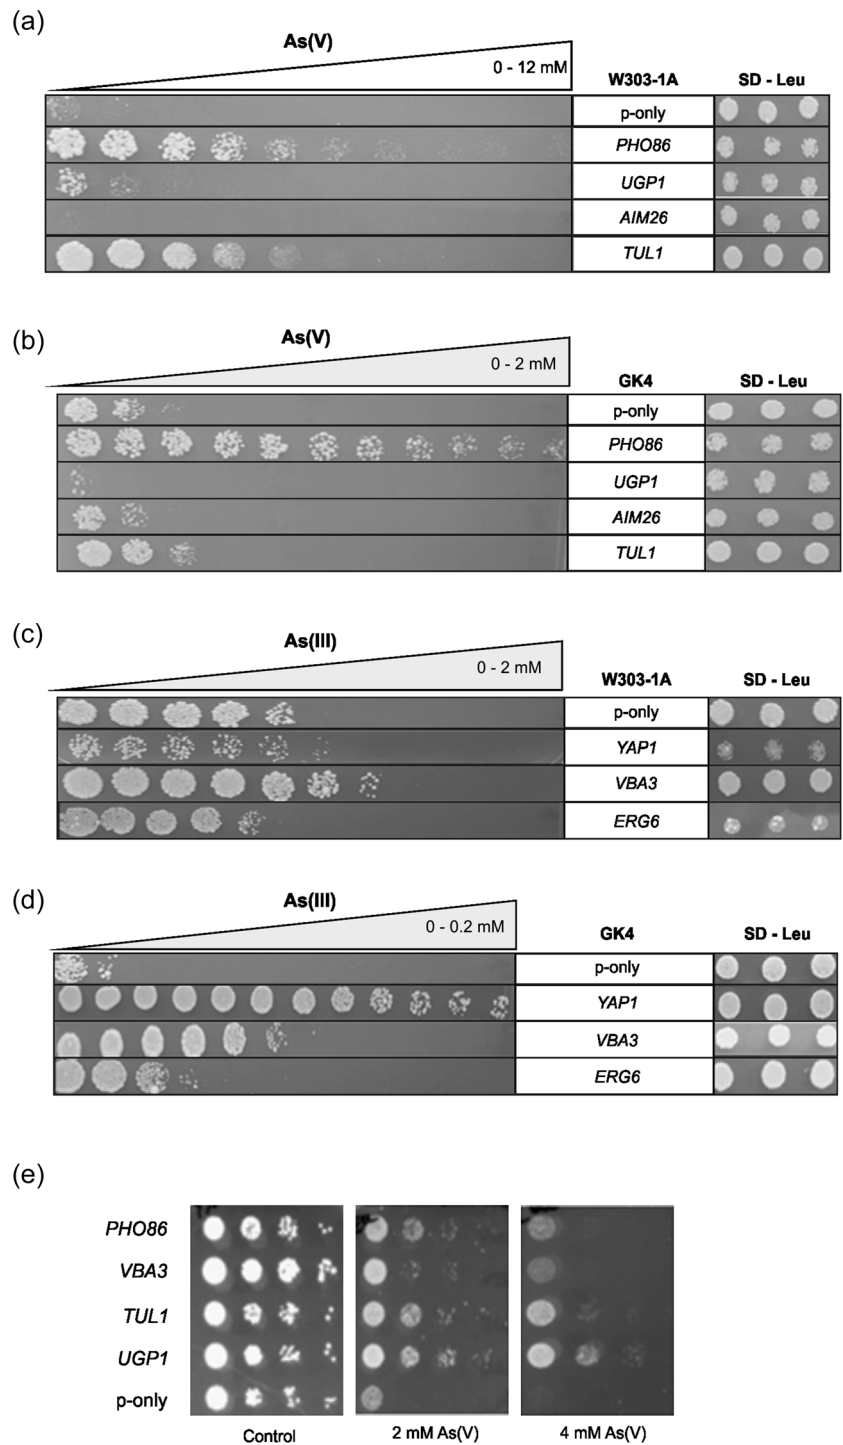 (a)
As(V)
0 - 12 mM
W303-1A SD - Leu
p-only
PHO86
UGP1
AIM26
TUL1
(b)
As(V)
0 - 2 mM
GK4 SD - Leu
p-only
PHO86
UGP1
AIM26
TUL1
(c)
As(III)
0 - 2 mM
W303-1A SD - Leu
p-only
YAP1
VBA3
ERG6
(d)
As(III)
0 - 0.2 mM
GK4 SD - Leu
p-only
YAP1
VBA3
ERG6
(e)
PHO86
VBA3
TUL1
UGP1
p-only
Control 2 mM As(V) 4 mM As(V)